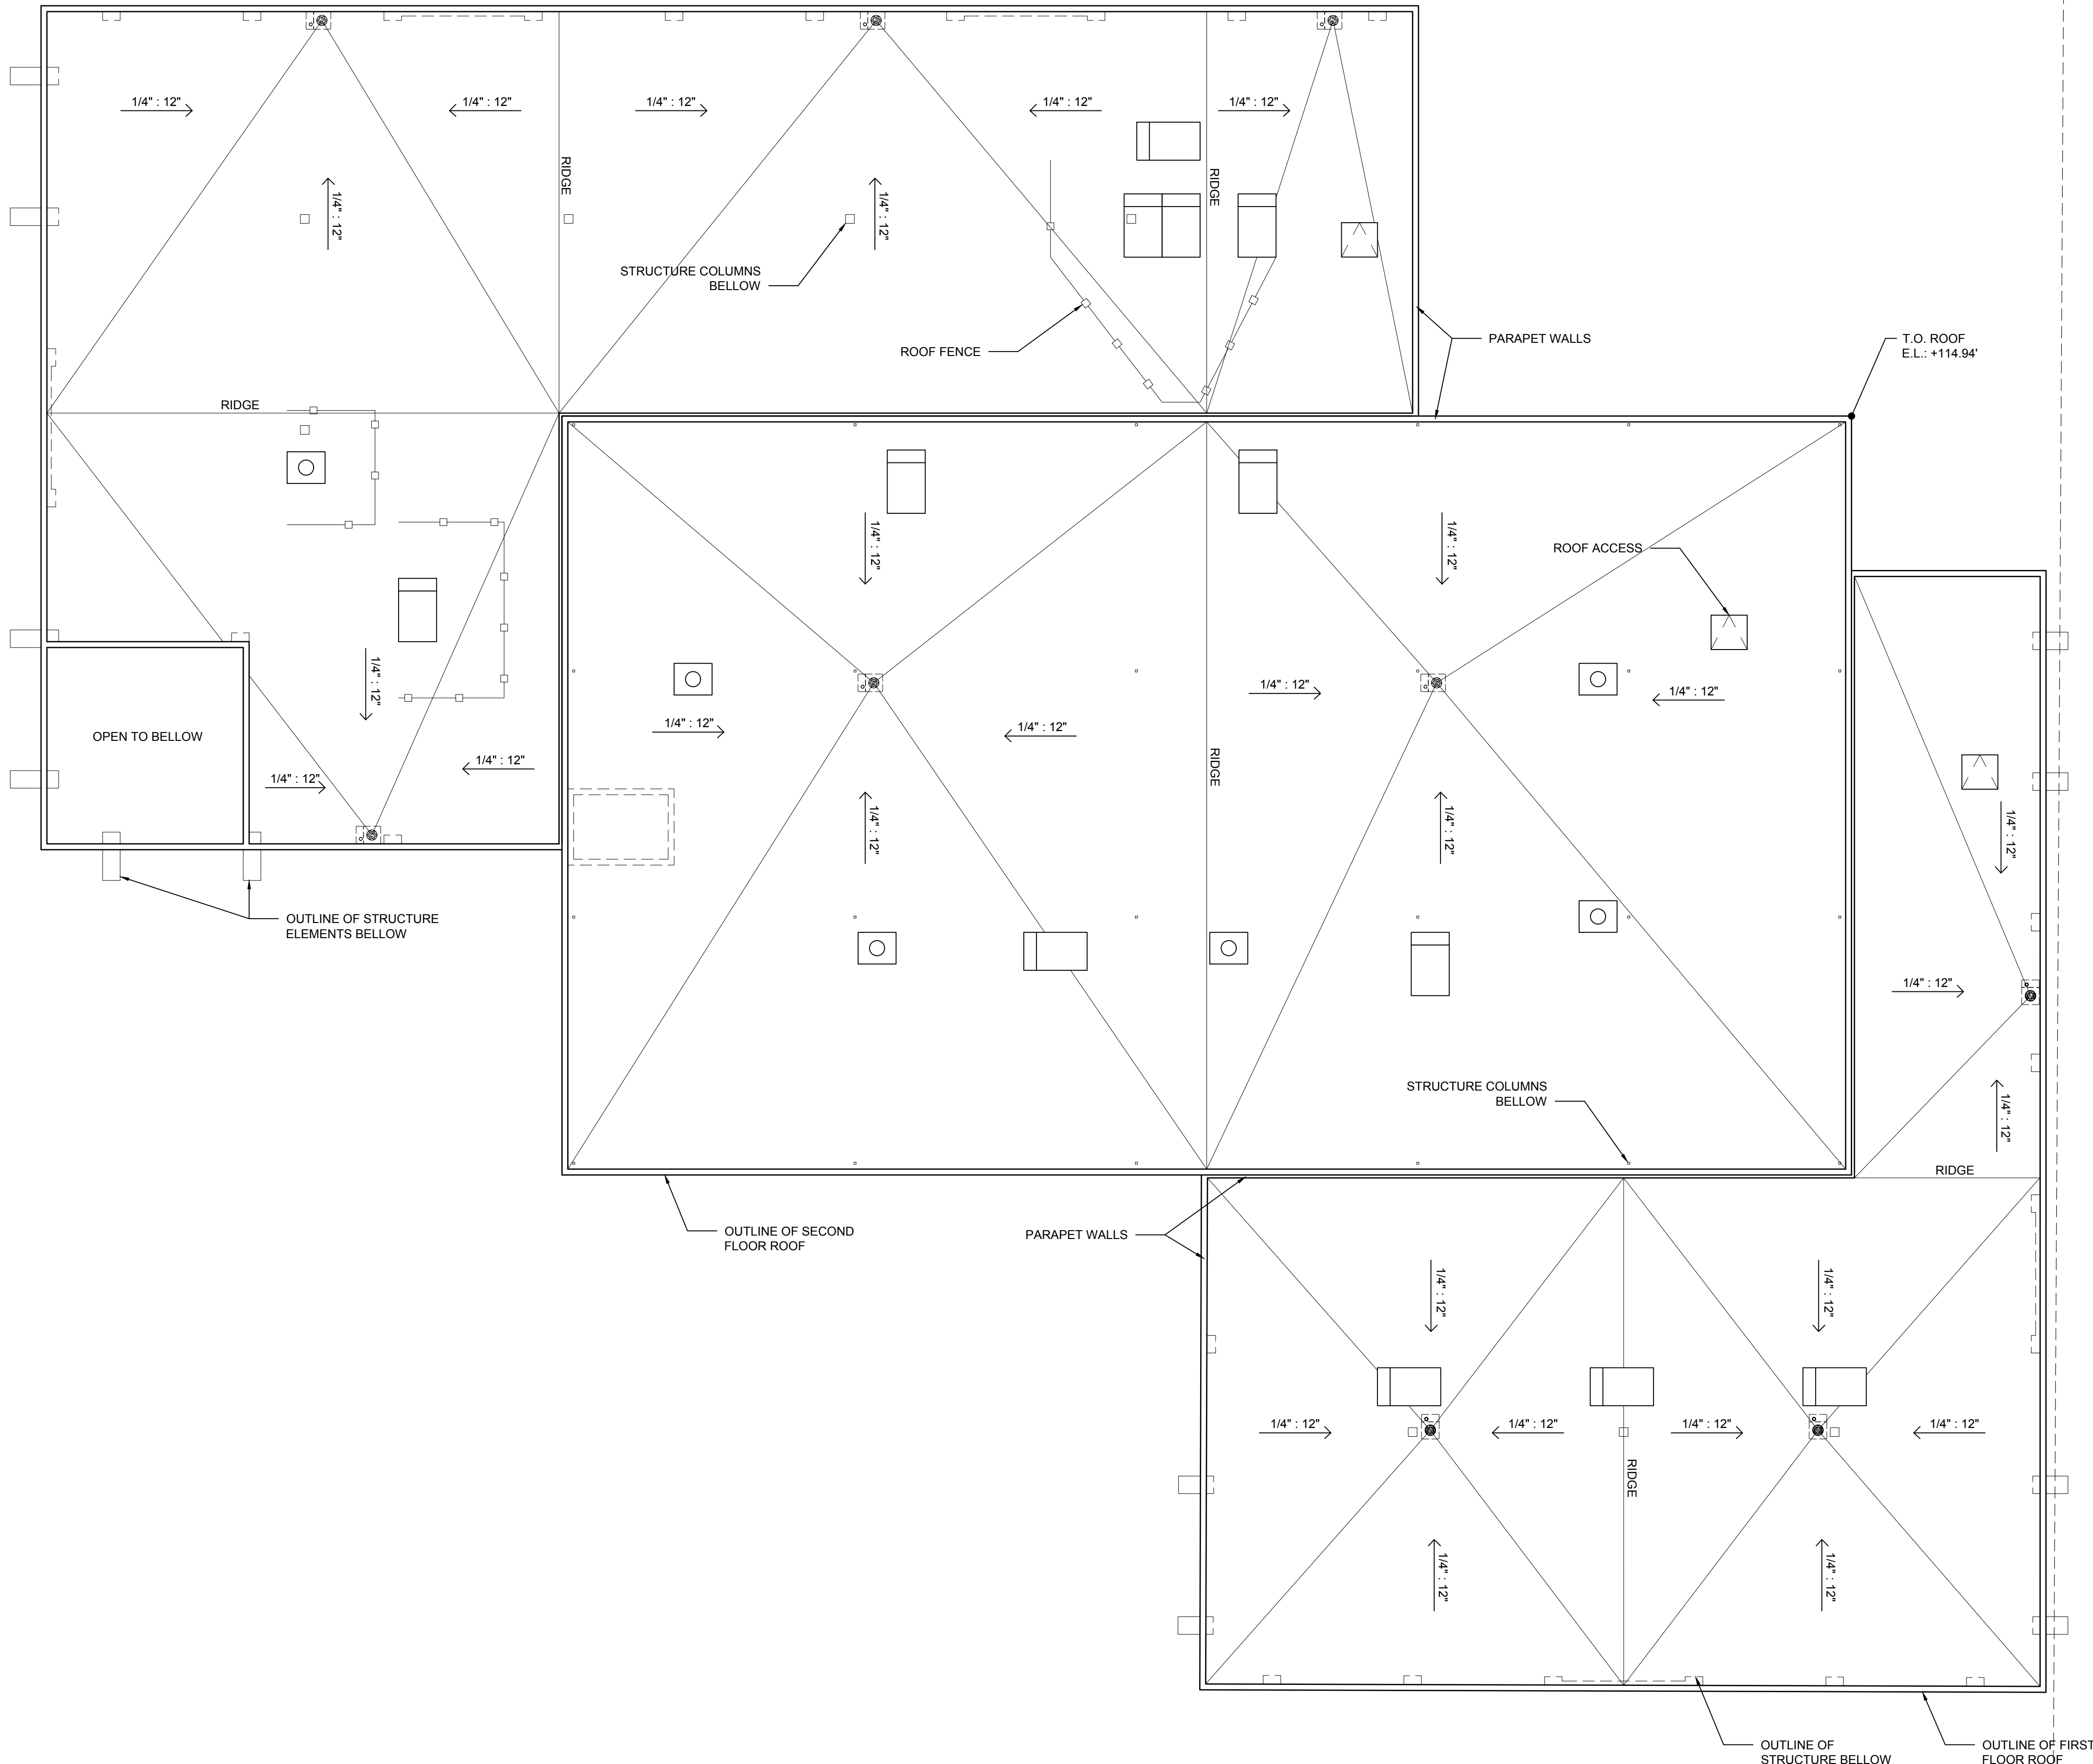 1/4" : 12"
1/4" : 12"
1/4" : 12"
1/4" : 12"
1/4" : 12"
RIDGE
RIDGE
1/4" : 12"
1/4" : 12"
STRUCTURE COLUMNS
BELLOW
ROOF FENCE
PARAPET WALLS
T.O. ROOF
E.L.: +114.94'
RIDGE
1/4" : 12"
1/4" : 12"
ROOF ACCESS
1/4" : 12"
1/4" : 12"
1/4" : 12"
1/4" : 12"
1/4" : 12"
OPEN TO BELLOW
1/4" : 12"
1/4" : 12"
RIDGE
1/4" : 12"
1/4" : 12"
1/4" : 12"
OUTLINE OF STRUCTURE
ELEMENTS BELLOW
1/4" : 12"
STRUCTURE COLUMNS
BELLOW
1/4" : 12"
RIDGE
OUTLINE OF SECOND
FLOOR ROOF
PARAPET WALLS
1/4" : 12"
1/4" : 12"
1/4" : 12"
1/4" : 12"
1/4" : 12"
1/4" : 12"
RIDGE
1/4" : 12"
1/4" : 12"
OUTLINE OF
STRUCTURE BELLOW
OUTLINE OF FIRST
FLOOR ROOF